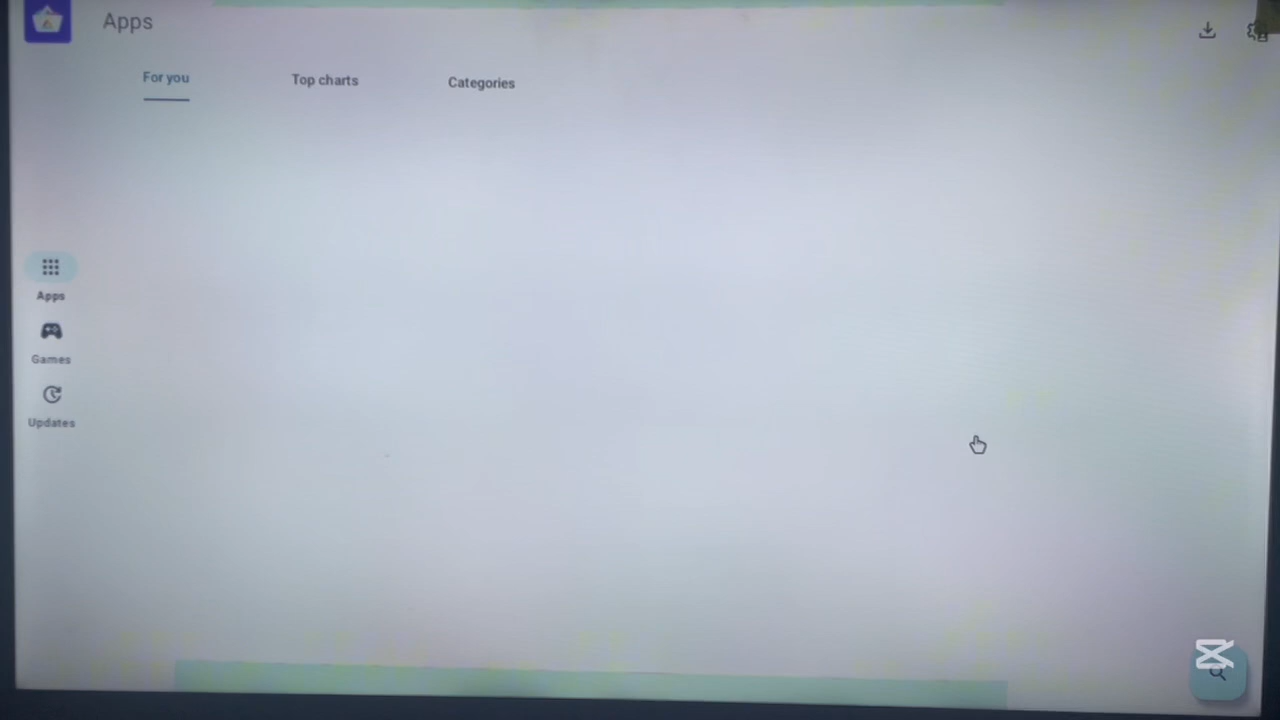 Apps
For you
Top charts
Categories
Apps
Games
Updates